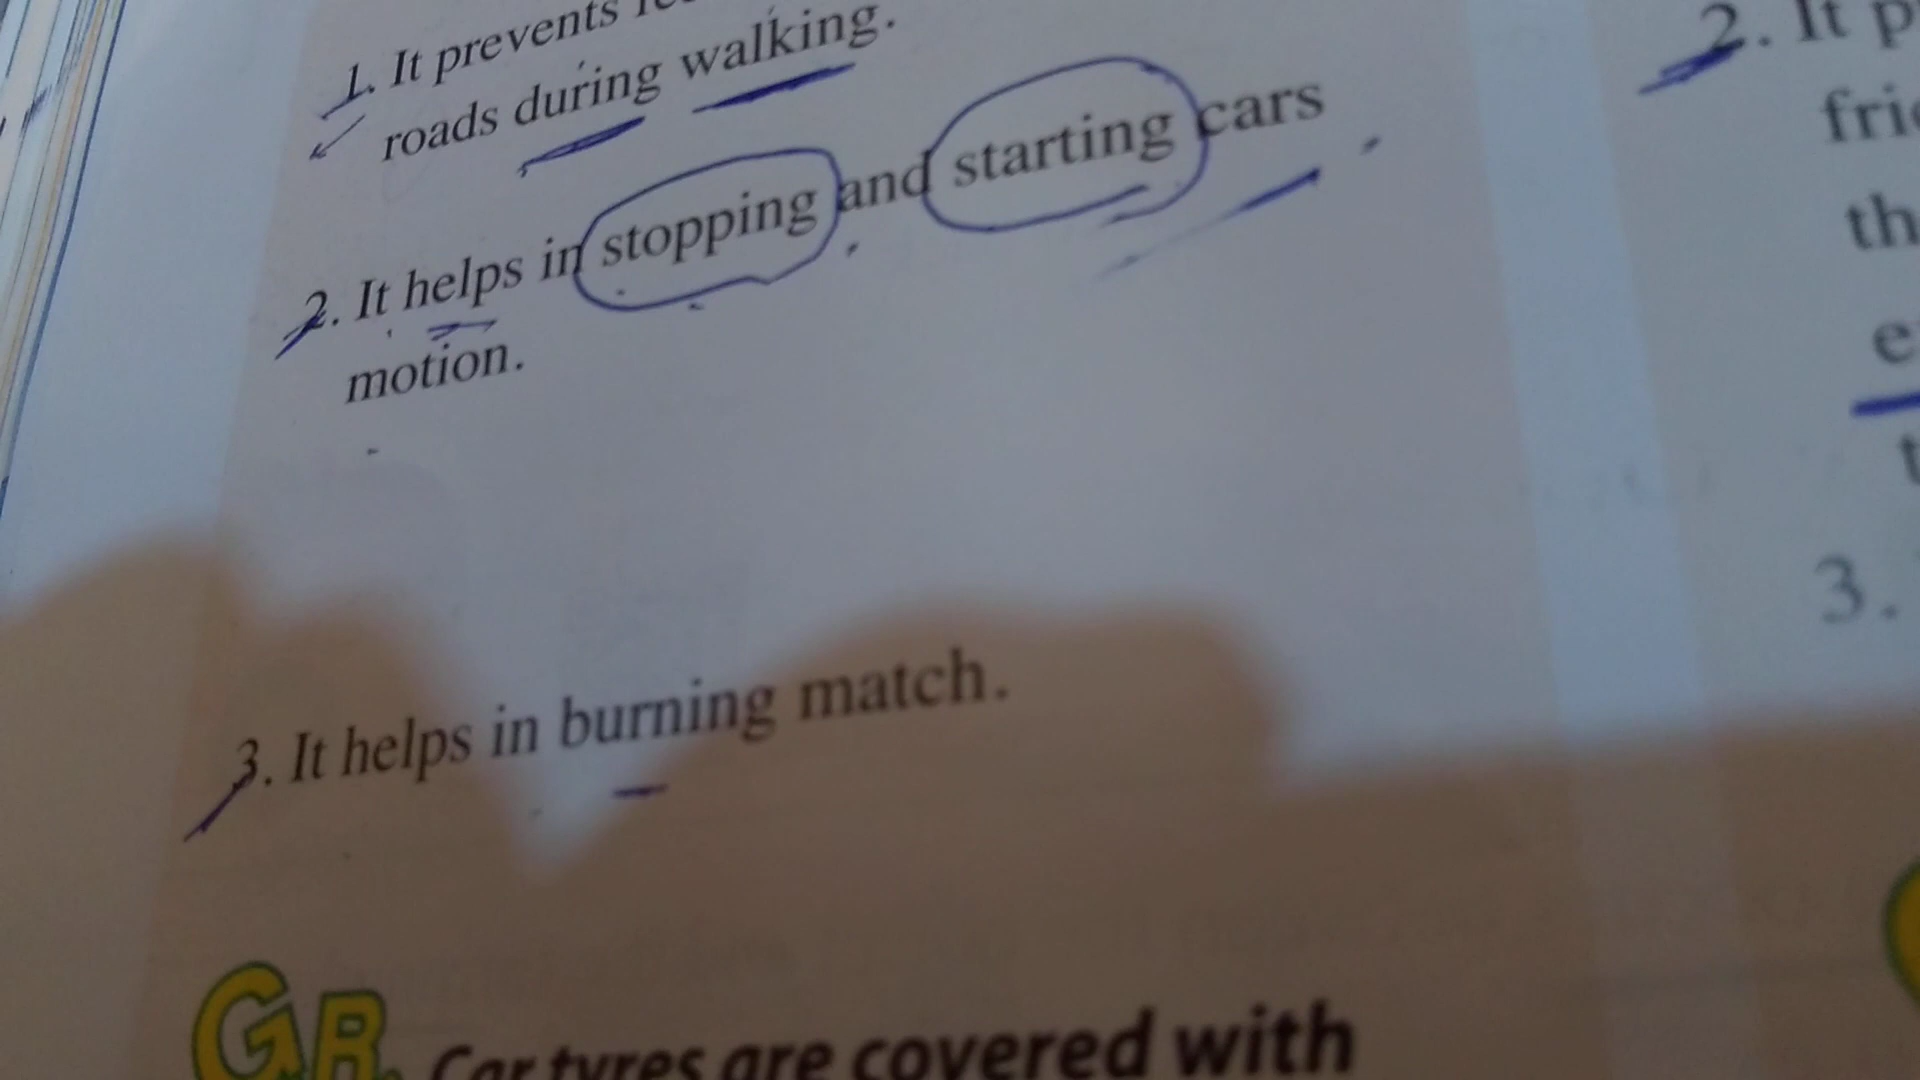 1. It prevents
roads during walking.
2. It helps in stopping and starting cars
motion.
3. It helps in burning match.
G.R. Car tyres are covered with
2. It
th
3.